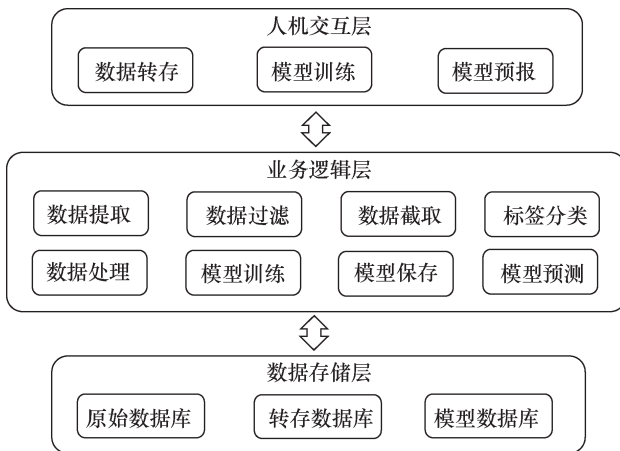 人机交互层
数据转存 模型训练 模型预报
业务逻辑层
数据提取 数据过滤 数据截取 标签分类
数据处理 模型训练 模型保存 模型预测
数据存储层
原始数据库 转存数据库 模型数据库